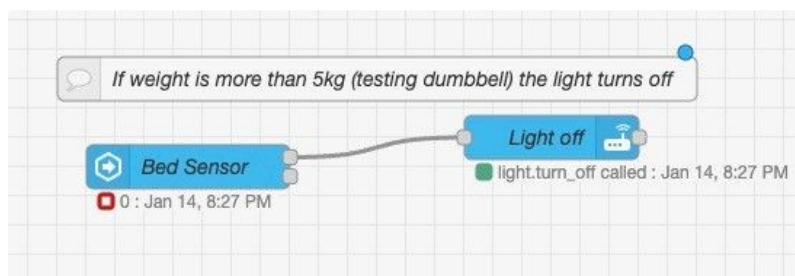 If weight is more than 5kg (testing dumbbell) the light turns off
Light off
Bed Sensor
light.turn_off called : Jan 14, 8:27 PM
0 : Jan 14, 8:27 PM